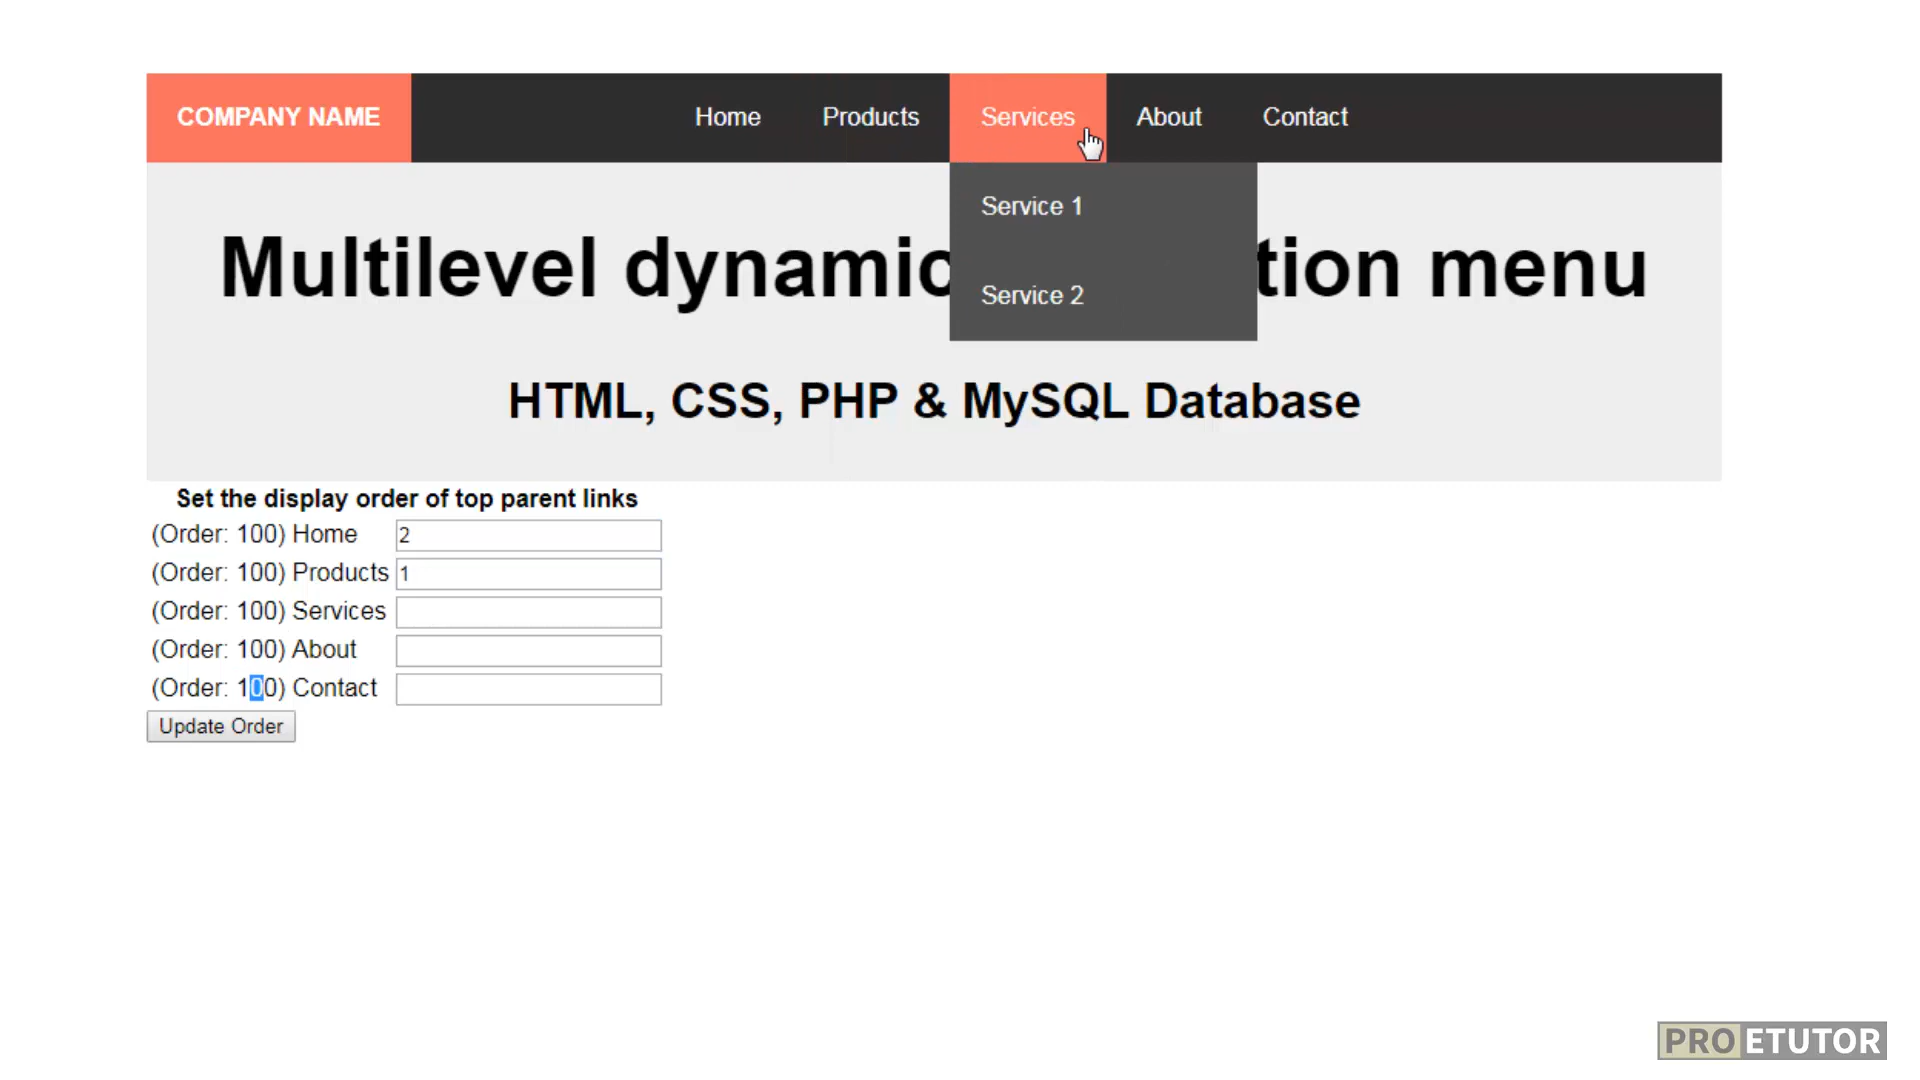 COMPANY NAME Home Products Services About Contact
Service 1
Multilevel dynamic tion menu
Service 2
HTML, CSS, PHP & MySQL Database
Set the display order of top parent links
(Order: 100) Home 2
(Order: 100) Products 1
(Order: 100) Services
(Order: 100) About
(Order: 100) Contact
Update Order
PRO ETUTOR